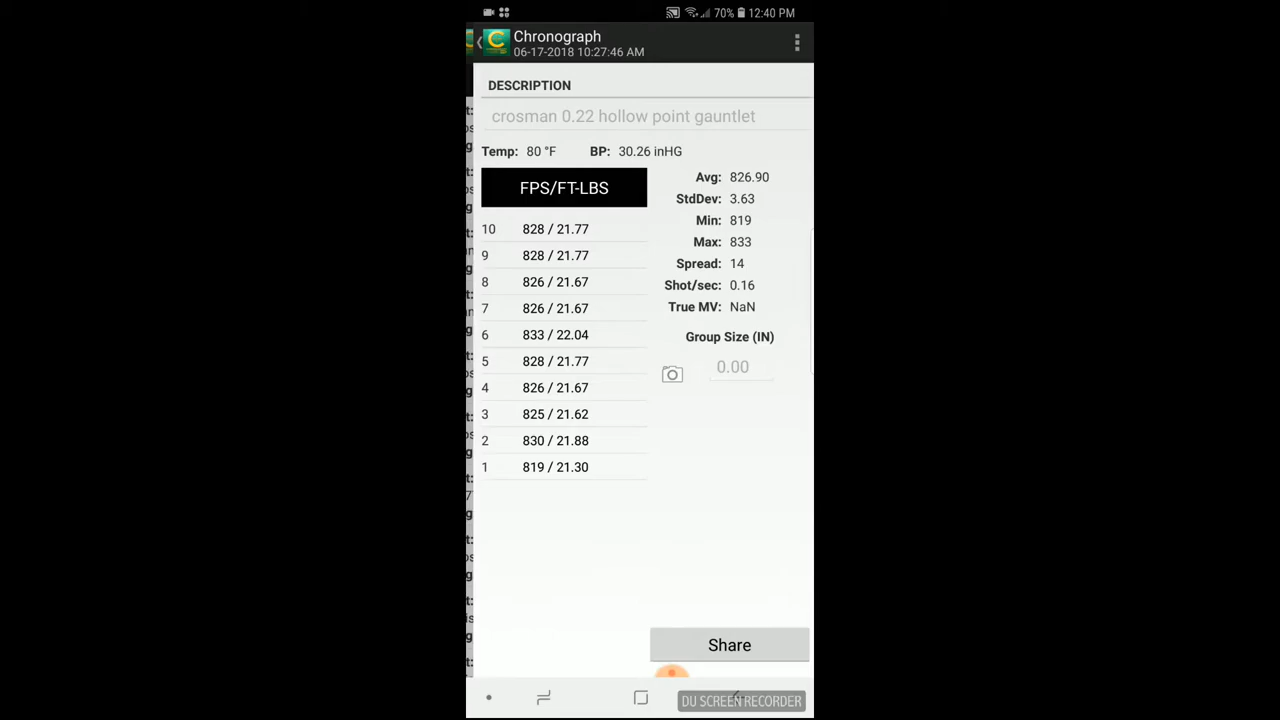 70% 12:40 PM
Chronograph
06-17-2018 10:27:46 AM
DESCRIPTION
crosman 0.22 hollow point gauntlet
Temp: 80 °F BP: 30.26 inHG
FPS/FT-LBS
10 828 / 21.77
9 828 / 21.77
8 826 / 21.67
7 826 / 21.67
6 833 / 22.04
5 828 / 21.77
4 826 / 21.67
3 825 / 21.62
2 830 / 21.88
1 819 / 21.30
Avg: 826.90
StdDev: 3.63
Min: 819
Max: 833
Spread: 14
Shot/sec: 0.16
True MV: NaN
Group Size (IN)
0.00
Share
DU SCREEN RECORDER